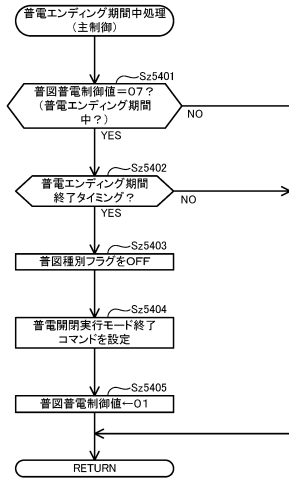 普電エンディング期間中処理
(主制御)
Sz5401
普図普電制御値=07?
(普電エンディング期間
中?)
NO
YES
Sz5402
普電エンディング期間
終了タイミング?
NO
YES
Sz5403
普図種別フラグをOFF
Sz5404
普電開閉実行モード終了
コマンドを設定
Sz5405
普図普電制御値←01
RETURN